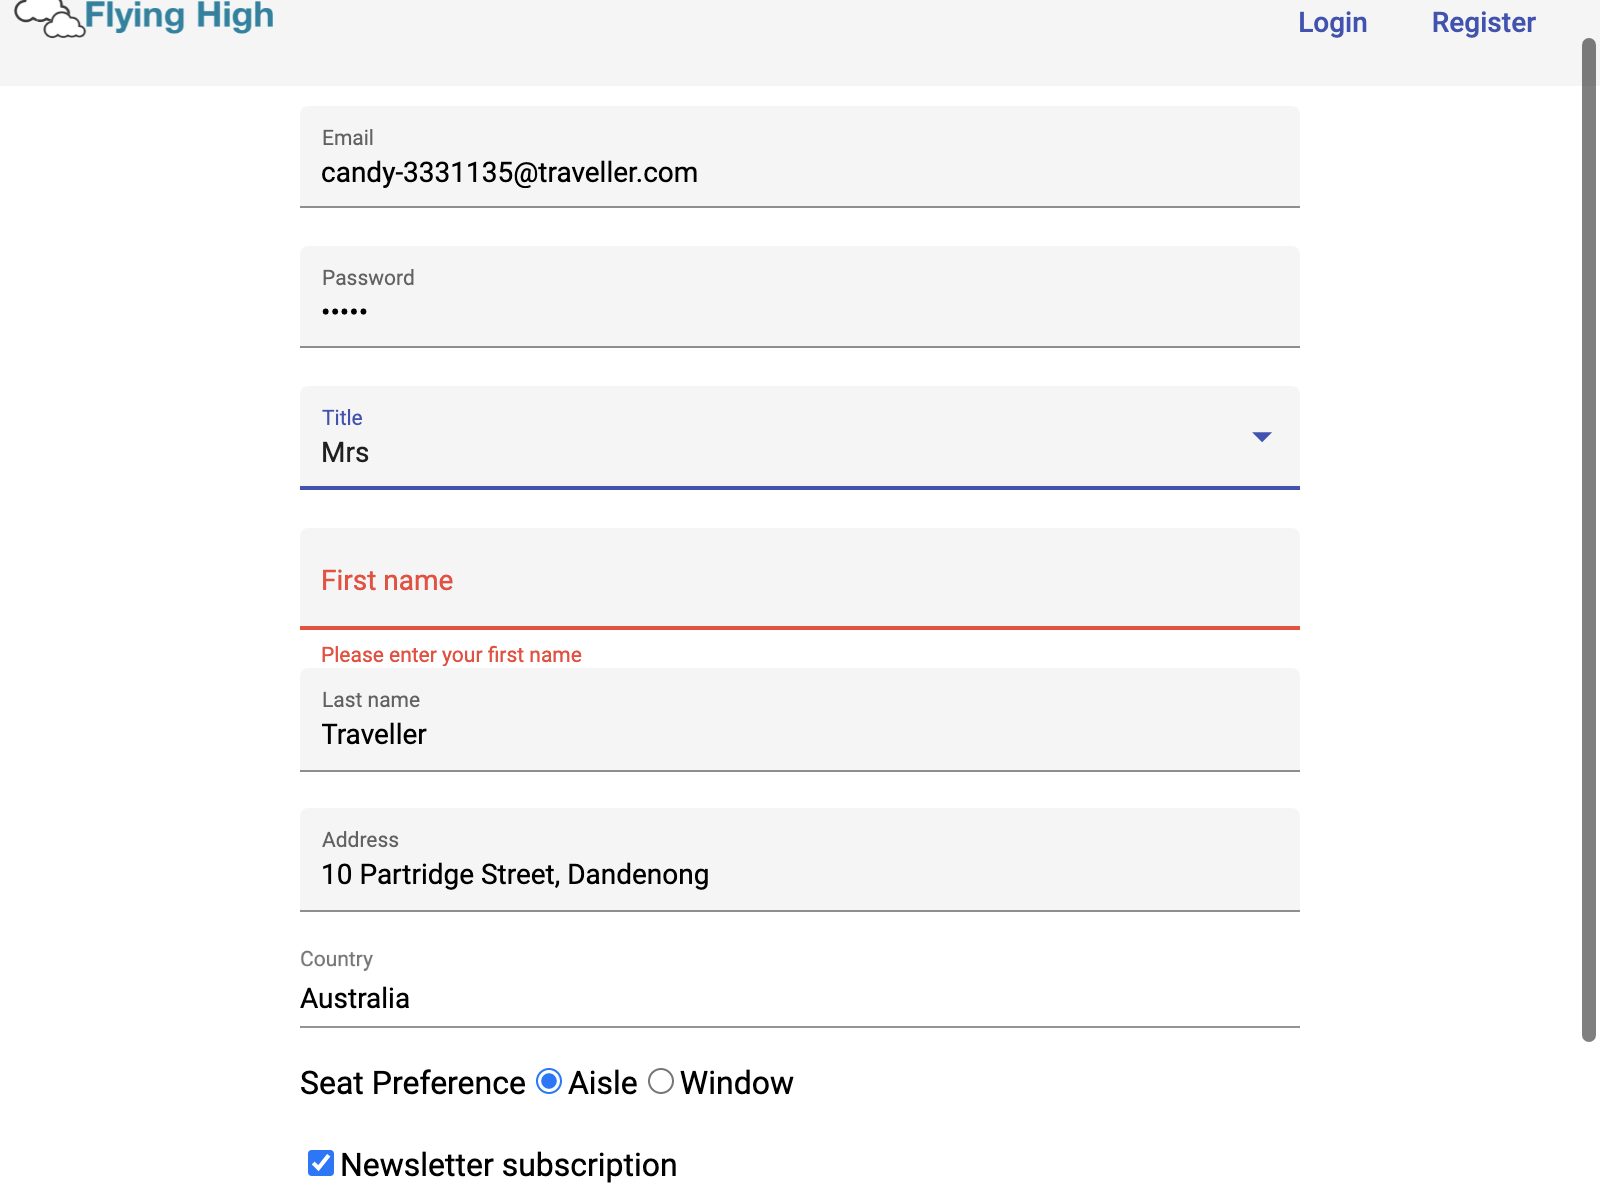 Flying High
Login Register
Email
candy-3331135@traveller.com
Password
•••••
Title
Mrs
First name
Please enter your first name
Last name
Traveller
Address
10 Partridge Street, Dandenong
Country
Australia
Seat Preference Aisle Window
Newsletter subscription